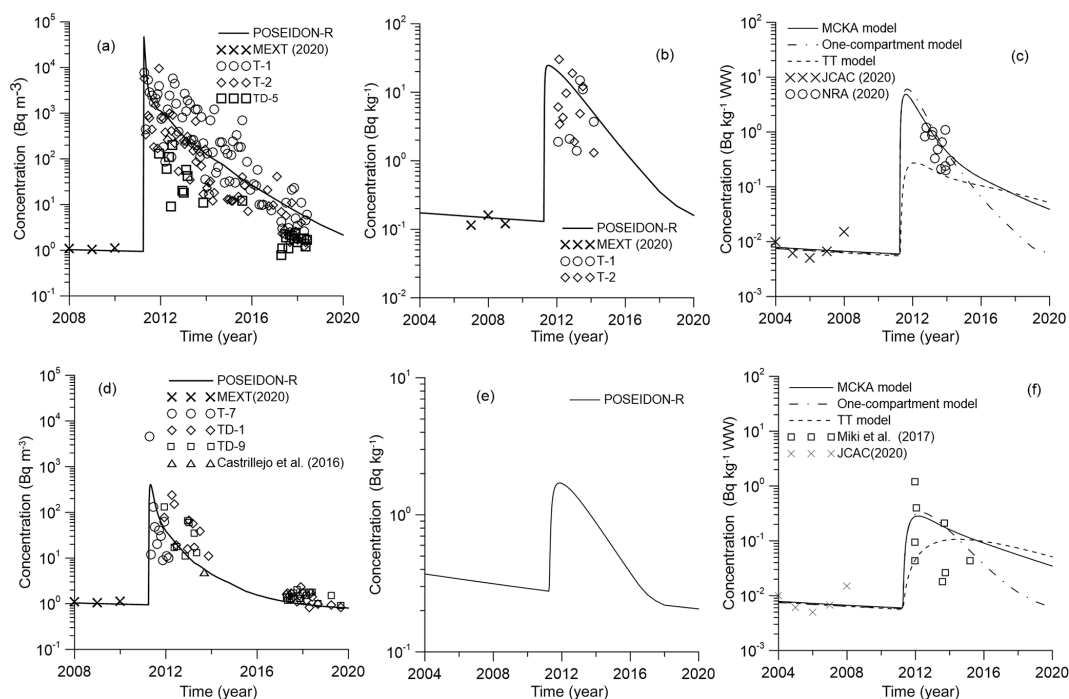 (a)
POSEIDON-R
MEXT (2020)
T-1
T-2
TD-5
Concentration (Bq m⁻³)
10⁵
10⁴
10³
10²
10¹
10⁰
10⁻¹
2008 2012 2016 2020
Time (year)
(b)
POSEIDON-R
MEXT (2020)
T-1
T-2
Concentration (Bq kg⁻¹)
10²
10¹
10⁰
10⁻¹
10⁻²
2004 2008 2012 2016 2020
Time (year)
(c)
MCKA model
One-compartment model
TT model
JCAC (2020)
NRA (2020)
Concentration (Bq kg⁻¹ WW)
10²
10¹
10⁰
10⁻¹
10⁻²
10⁻³
2004 2008 2012 2016 2020
Time (year)
(d)
POSEIDON-R
MEXT(2020)
T-7
TD-1
TD-9
Castrillejo et al. (2016)
Concentration (Bq m⁻³)
10⁵
10⁴
10³
10²
10¹
10⁰
10⁻¹
2008 2012 2016 2020
Time (year)
(e)
POSEIDON-R
Concentration (Bq kg⁻¹)
10¹
10⁰
10⁻¹
2004 2008 2012 2016 2020
Time (year)
(f)
MCKA model
One-compartment model
TT model
Miki et al. (2017)
JCAC(2020)
Concentration (Bq kg⁻¹ WW)
10²
10¹
10⁰
10⁻¹
10⁻²
10⁻³
2004 2008 2012 2016 2020
Time (year)